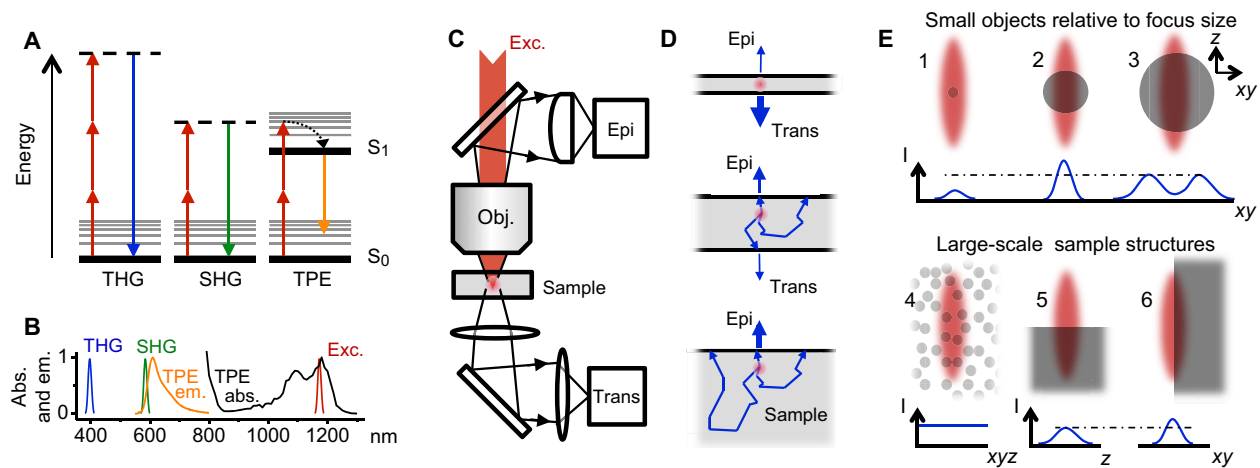 A
Energy
S1
S0
THG
SHG
TPE
B
Abs.
and em.
1
0
THG
SHG
TPE
em.
TPE
abs.
Exc.
400
600
800
1000
1200
nm
C
Exc.
Epi
Obj.
Sample
Trans
D
Epi
Trans
Epi
Trans
Epi
Sample
E
Small objects relative to focus size
1
2
3
z
xy
I
xy
Large-scale sample structures
4
5
6
I
xyz
I
z
xy